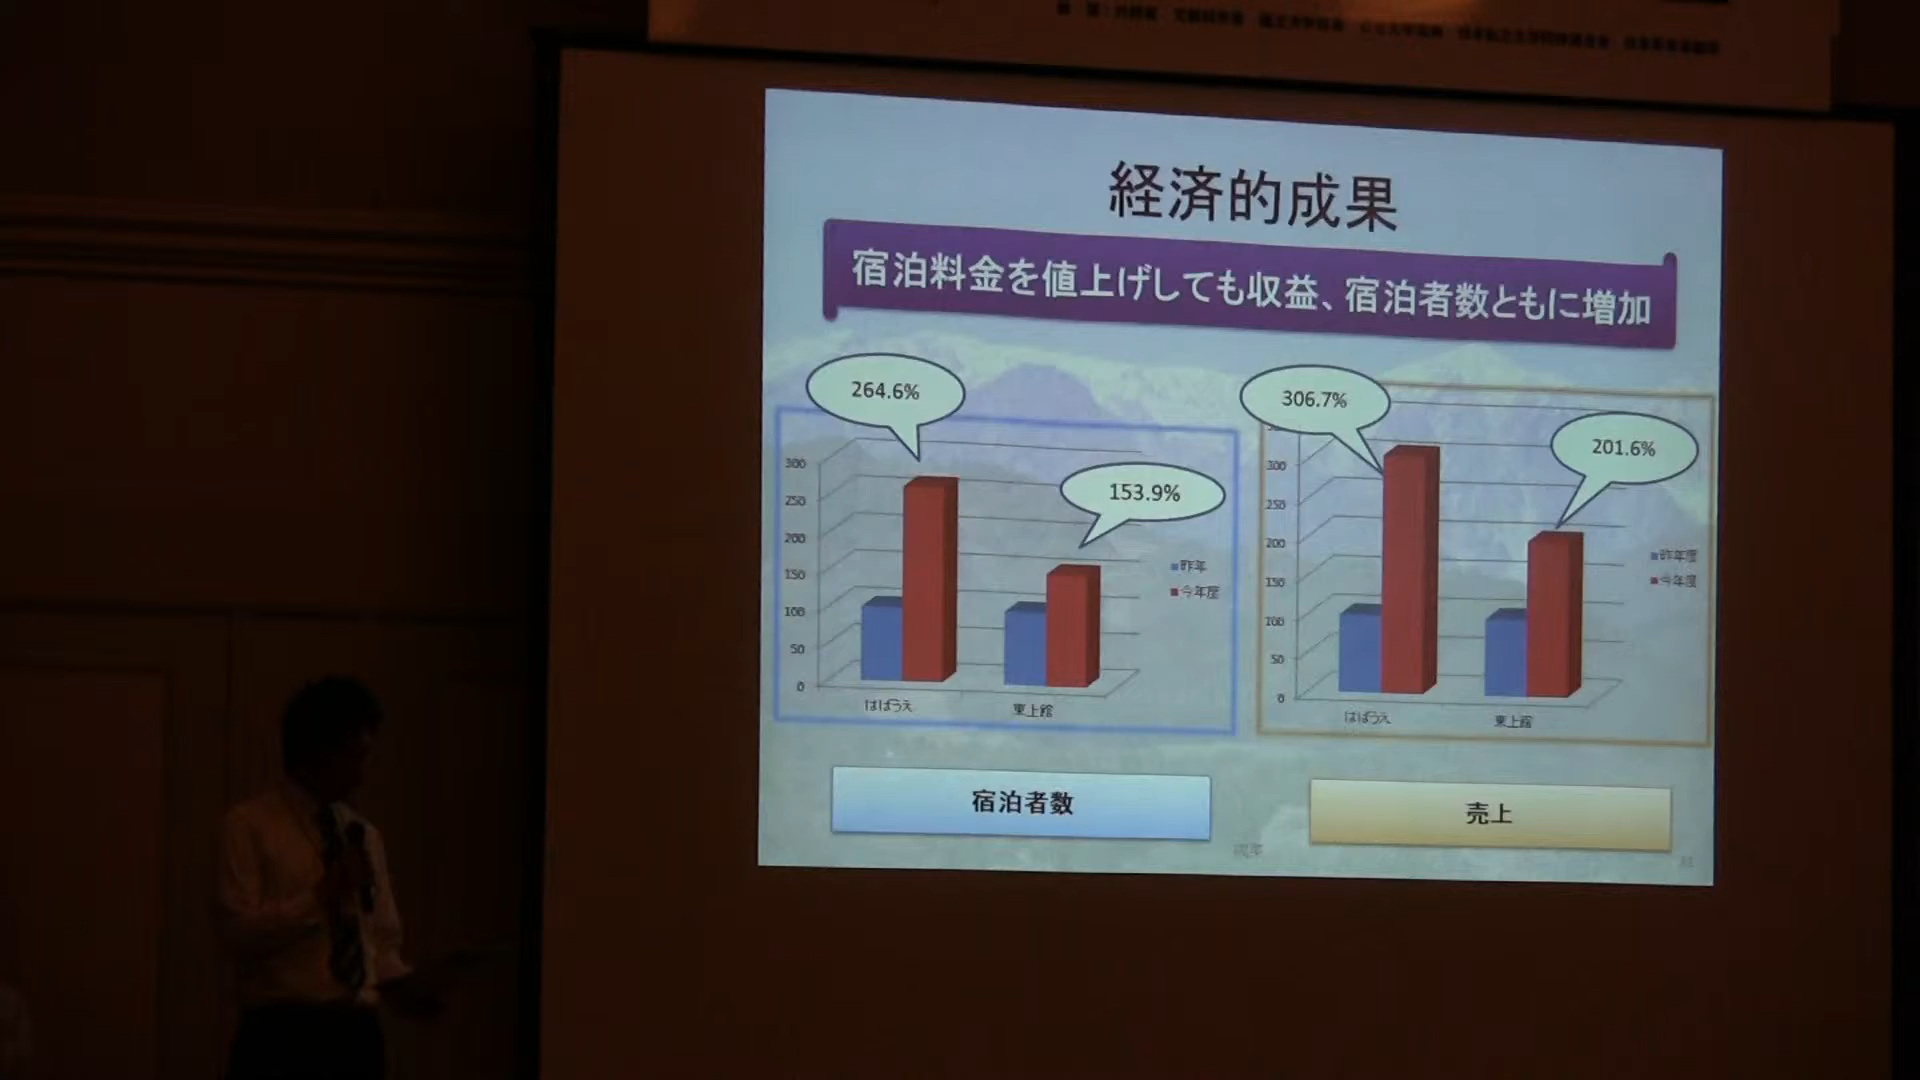 経済的成果
宿泊料金を値上げしても収益、宿泊者数ともに増加
264.6%
153.9%
300
250
200
150
100
50
0
はばうえ
東上館
昨年
今年度
306.7%
201.6%
300
250
200
150
100
50
0
はばうえ
東上館
昨年度
今年度
宿泊者数
売上